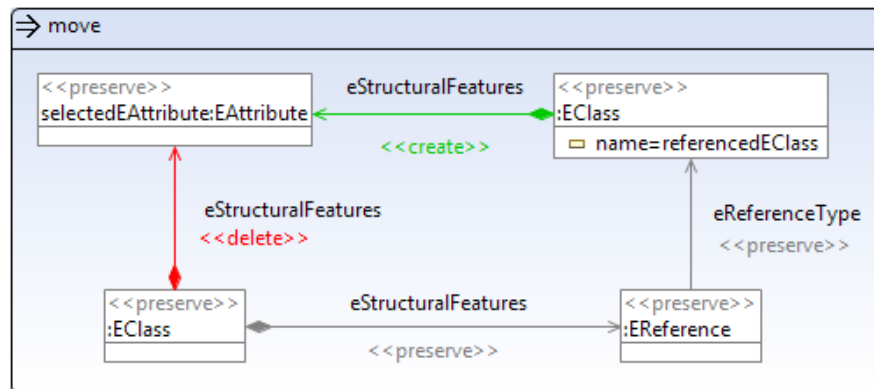 move
<<preserve>>
selectedEAttribute:EAttribute
eStructuralFeatures
<<create>>
<<preserve>>
:EClass
name=referencedEClass
eStructuralFeatures
<<delete>>
eReferenceType
<<preserve>>
<<preserve>>
:EClass
eStructuralFeatures
<<preserve>>
<<preserve>>
:EReference